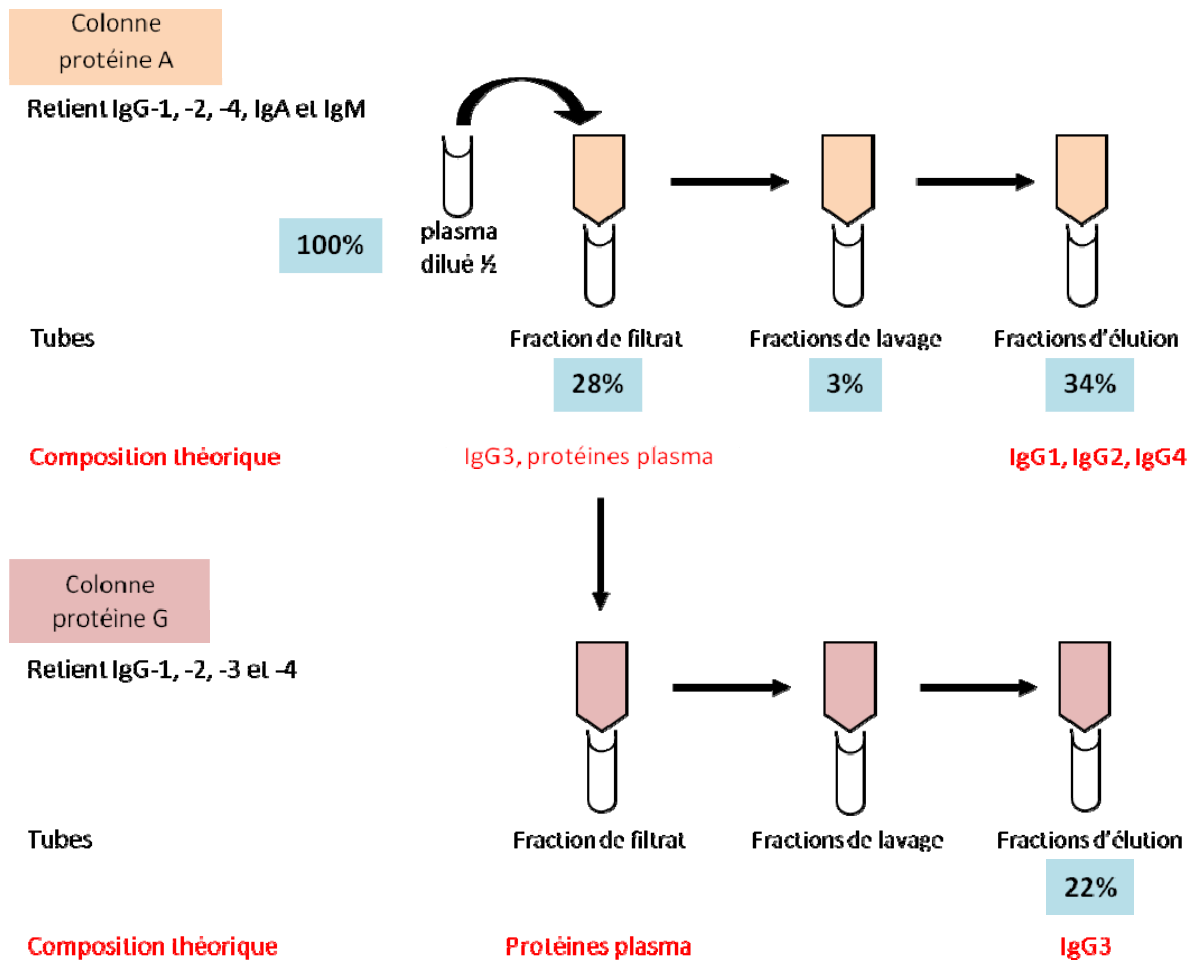 Colonne
protéine A
Retient IgG-1, -2, -4, IgA et IgM
100%
plasma
dilué ½
Tubes
Fraction de filtrat
Fractions de lavage
Fractions d'élution
28%
3%
34%
Composition théorique
IgG3, protéines plasma
IgG1, IgG2, IgG4
Colonne
protéine G
Retient IgG-1, -2, -3 et -4
Tubes
Fraction de filtrat
Fractions de lavage
Fractions d'élution
22%
Composition théorique
Protéines plasma
IgG3